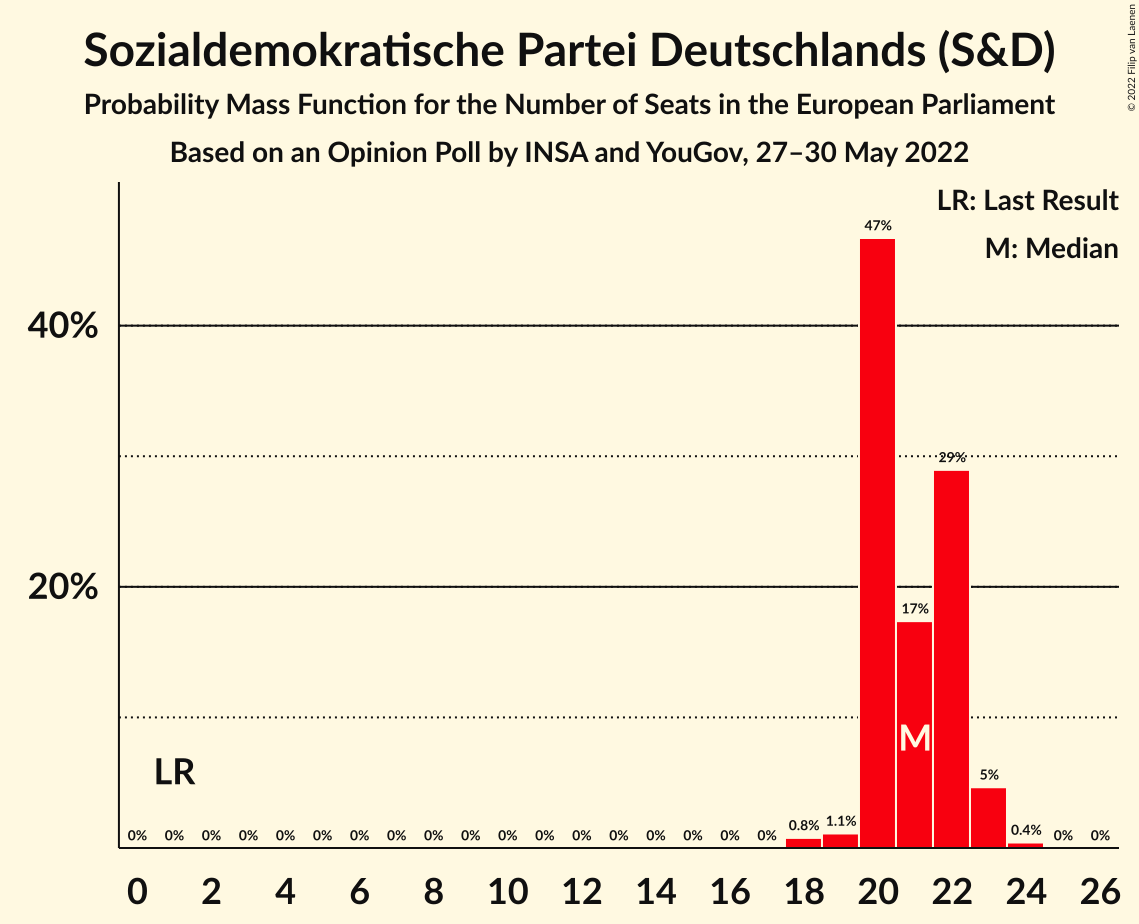 Sozialdemokratische Partei Deutschlands (S&D)
Probability Mass Function for the Number of Seats in the European Parliament
Based on an Opinion Poll by INSA and YouGov, 27–30 May 2022
© 2022 Filip van Laenen
LR: Last Result
M: Median
47%
40%
29%
20%
17%
M
LR
5%
0% 0% 0% 0% 0% 0% 0% 0% 0% 0% 0% 0% 0% 0% 0% 0% 0% 0% 0.8% 1.1% 0.4% 0% 0%
0 2 4 6 8 10 12 14 16 18 20 22 24 26